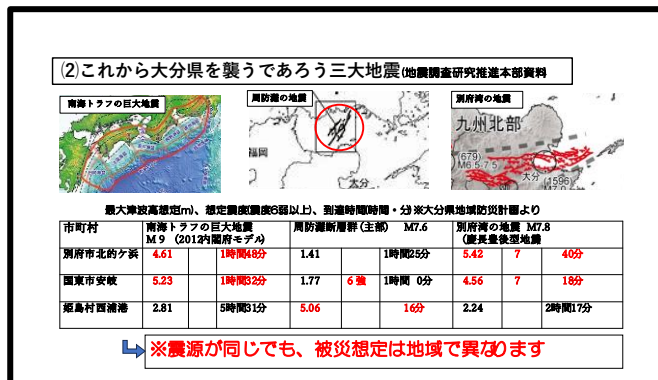 (2)これから大分県を襲うであろう三大地震(地震調査研究推進本部資料
南海トラフの巨大地震
周防灘の地震
別府湾の地震
福岡
大分
九州北部
(679)
M6.5-7.5
大分
(1596)
M7.0
最大津波高想定(m)、想定震度(震度6弱以上)、到達時間(時間・分)※大分県地域防災計画より
市町村 南海トラフの巨大地震 周防灘断層群(主部) M7.6 別府湾の地震 M7.8
M9 (2012内閣府モデル) (慶長豊後型地震
別府市北的ケ浜 4.61 1時間48分 1.41 1時間25分 5.42 7 40分
国東市安岐 5.23 1時間32分 1.77 6強 1時間 0分 4.56 7 18分
姫島村西浦港 2.81 5時間31分 5.06 16分 2.24 2時間17分
※震源が同じでも、被災想定は地域で異なります